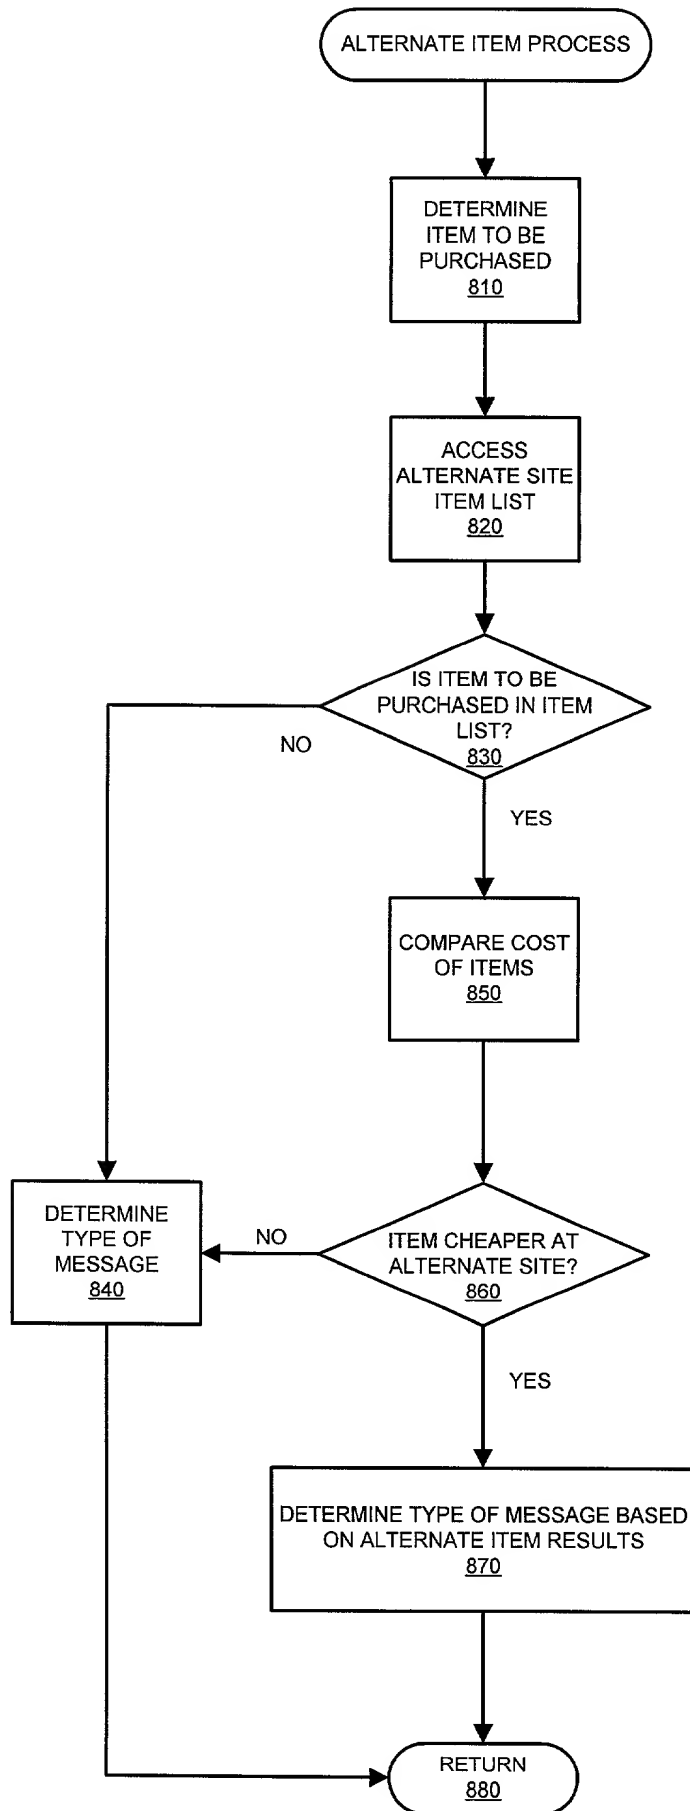 ALTERNATE ITEM PROCESS
DETERMINE
ITEM TO BE
PURCHASED
810
ACCESS
ALTERNATE SITE
ITEM LIST
820
IS ITEM TO BE
PURCHASED IN ITEM
LIST?
830
NO
YES
COMPARE COST
OF ITEMS
850
DETERMINE
TYPE OF
MESSAGE
840
NO
ITEM CHEAPER AT
ALTERNATE SITE?
860
YES
DETERMINE TYPE OF MESSAGE BASED
ON ALTERNATE ITEM RESULTS
870
RETURN
880